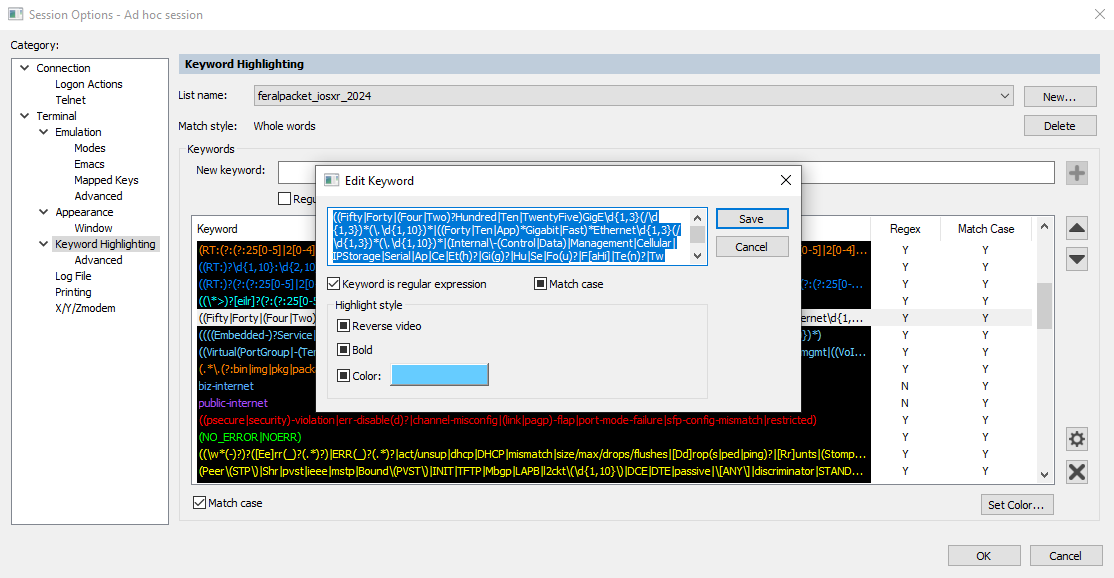 Session Options - Ad hoc session
Category:
Connection
Logon Actions
Telnet
Terminal
Emulation
Modes
Emacs
Mapped Keys
Advanced
Appearance
Window
Keyword Highlighting
Advanced
Log File
Printing
X/Y/Zmodem
Keyword Highlighting
List name:
feralpacket_iosxr_2024
New...
Match style:
Whole words
Delete
Keywords
New keyword:
Regu
Keyword
Regex
Match Case
(RT:)?(?:(?:25[0-5]|2[0-4]
Y
Y
((RT:)?\d{1,10}:\d{2,10
(?:(?:25[0-5]|2[0-...
Y
Y
(RT:)?(?:(?:25[0-5]|2[0
(?:(?:25[0-...
Y
Y
((\*>)?[eilr]?(?:(?:25[0-5
Y
Y
((Fifty|Forty|(Four|Two)
ernet\d{1,...
Y
Y
((((Embedded-)?Service|
})*)
Y
Y
((Virtual(PortGroup|-(Te
mgmt|((VoI...
Y
Y
(.*\.(?:bin|img|pkg|pack
Y
Y
biz-internet
N
Y
public-internet
N
Y
((psecure|security)-violation|err-disable(d)?|channel-misconfig|(link|pagp)-flap|port-mode-failure|sfp-config-mismatch|restricted)
Y
Y
(NO_ERROR|NOERR)
Y
Y
((\w*(-)?)?([Ee]rr(_)?(.*)?)|ERR(_)?(.*)?|act/unsup|dhcp|DHCP|mismatch|size/max/drops/flushes|[Dd]rop(s|ped|ping)?|[Rr]unts|(Stomp...
Y
Y
(Peer\(STP\)|Shr|pvst|ieee|mstp|Bound\(PVST\)|INIT|TFTP|Mbgp|LAPB|l2ckt\(\d{1,10}\)|DCE|DTE|passive|\[ANY\]|discriminator|STAND...
Y
Y
Match case
Set Color...
OK
Cancel
Edit Keyword
((Fifty|Forty|(Four|Two)?Hundred|Ten|TwentyFive)GigE\d{1,3}(/\d
{1,3})*(\.\d{1,10})*|((Forty|Ten|App)*Gigabit|Fast)*Ethernet\d{1,3}(/
\d{1,3})*(\.\d{1,10})*|(Internal\-(Control|Data)|Management|Cellular|
IPStorage|Serial|Ap|Ce|Et(h)?|Gi(g)?|Hu|Se|Fo(u)?|F[aHi]|Te(n)?|Tw
Save
Cancel
Keyword is regular expression
Match case
Highlight style
Reverse video
Bold
Color: